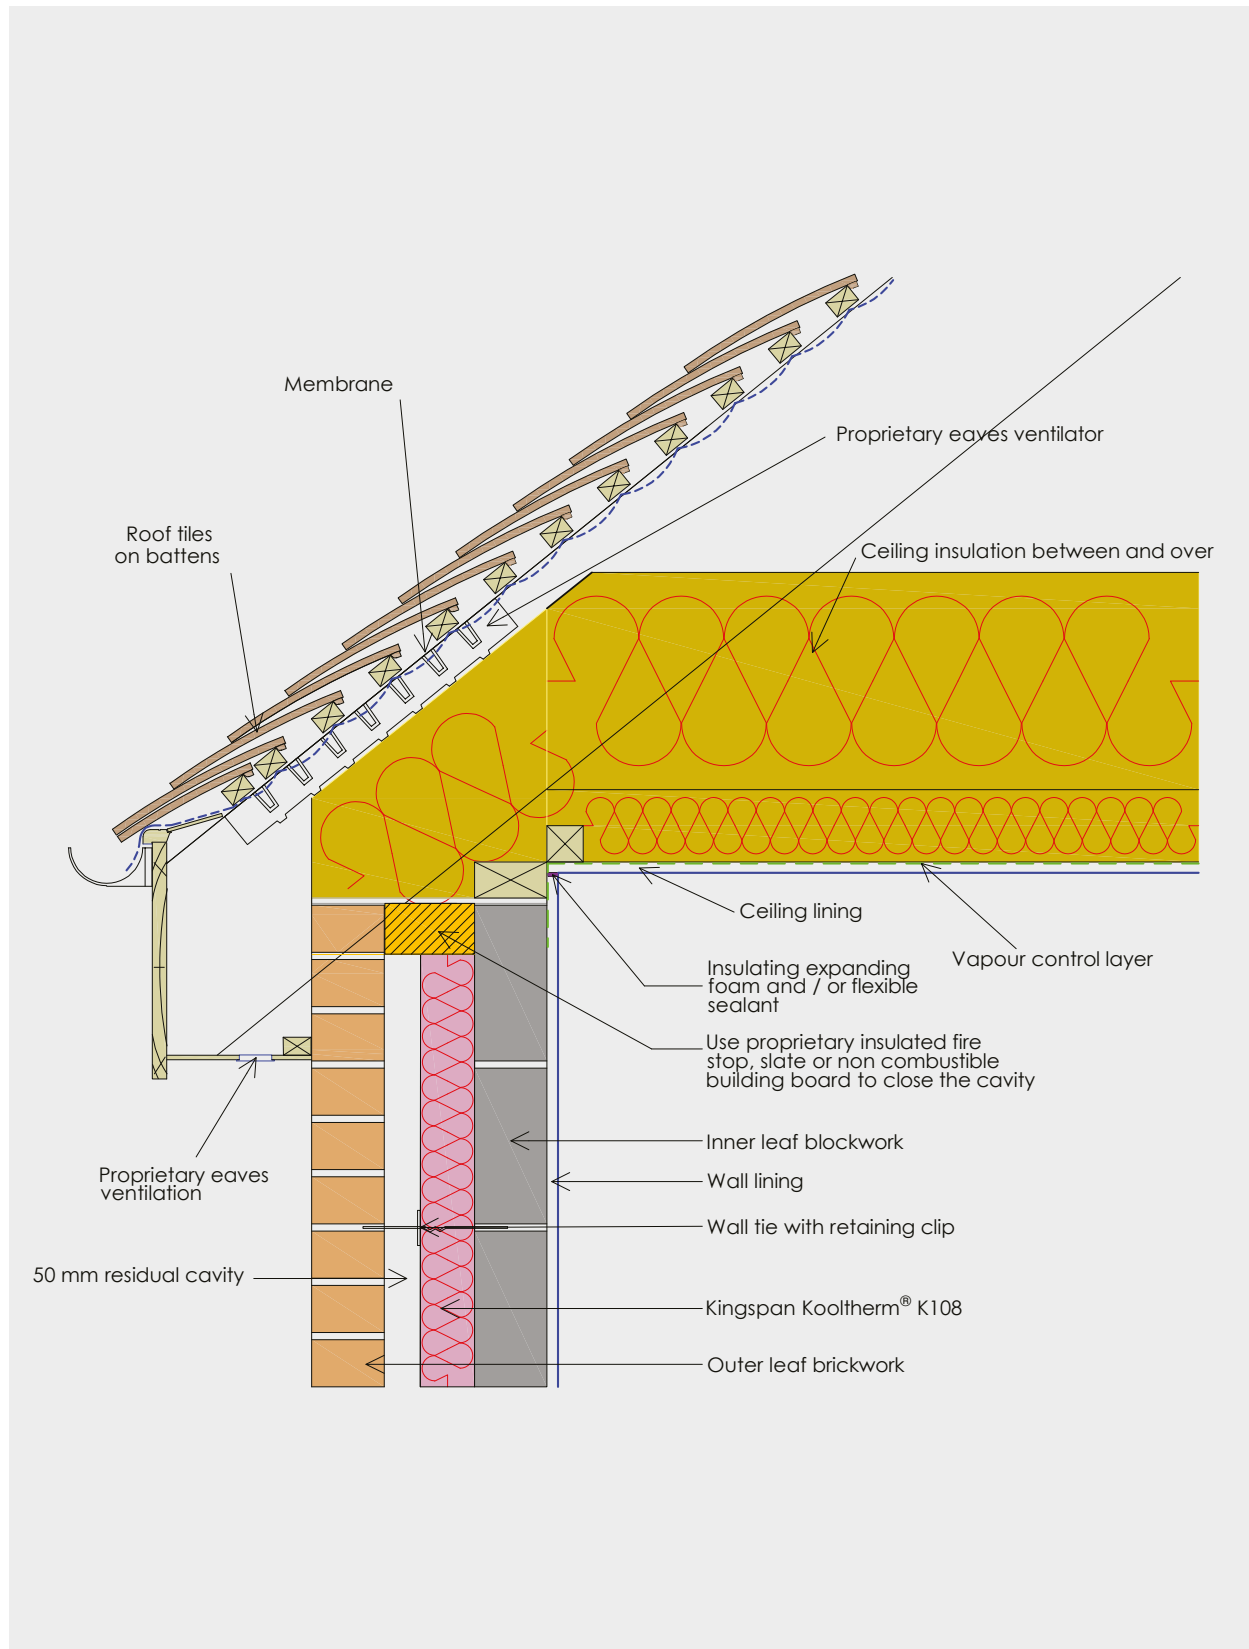 Membrane
Proprietary eaves ventilator
Roof tiles
on battens
Ceiling insulation between and over
Ceiling lining
Vapour control layer
Insulating expanding
foam and / or flexible
sealant
Use proprietary insulated fire
stop, slate or non combustible
building board to close the cavity
Inner leaf blockwork
Proprietary eaves
ventilation
Wall lining
Wall tie with retaining clip
50 mm residual cavity
Kingspan Kooltherm® K108
Outer leaf brickwork